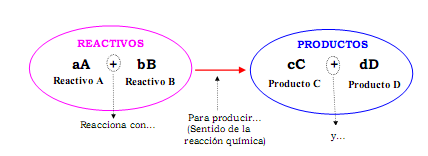 REACTIVOS
aA + bB
Reactivo A Reactivo B
Reacciona con...
Para producir...
(Sentido de la
reacción química)
PRODUCTOS
cC + dD
Producto C Producto D
y...